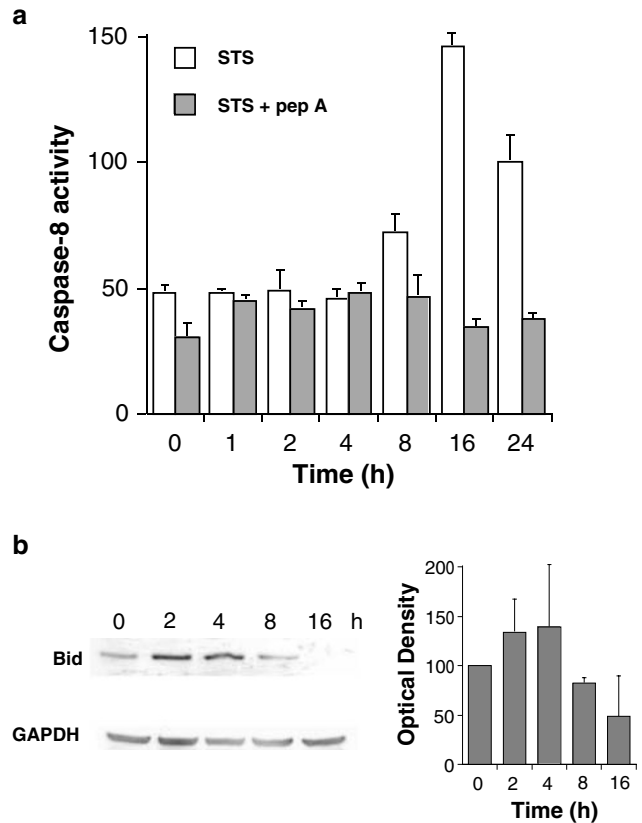 a
150
100
50
0
Caspase-8 activity
STS
STS + pep A
0 1 2 4 8 16 24
Time (h)
b
0 2 4 8 16 h
Bid
GAPDH
200
150
100
50
0
Optical Density
0 2 4 8 16
Time (h)